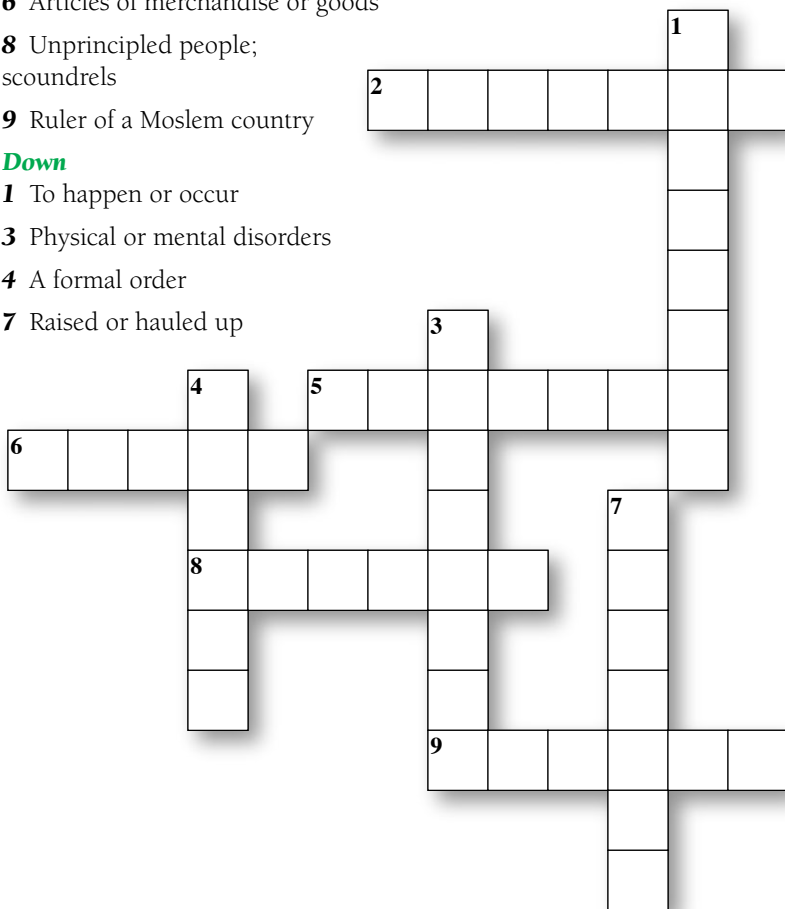 6 Articles of merchandise or goods
8 Unprincipled people;
scoundrels
9 Ruler of a Moslem country
Down
1 To happen or occur
3 Physical or mental disorders
4 A formal order
7 Raised or hauled up
1
2
3
4 5
6
7
8
9